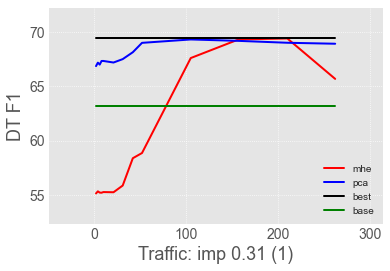 70
65
60
55
DT F1
0
100
200
300
Traffic: imp 0.31 (1)
mhe
pca
best
base